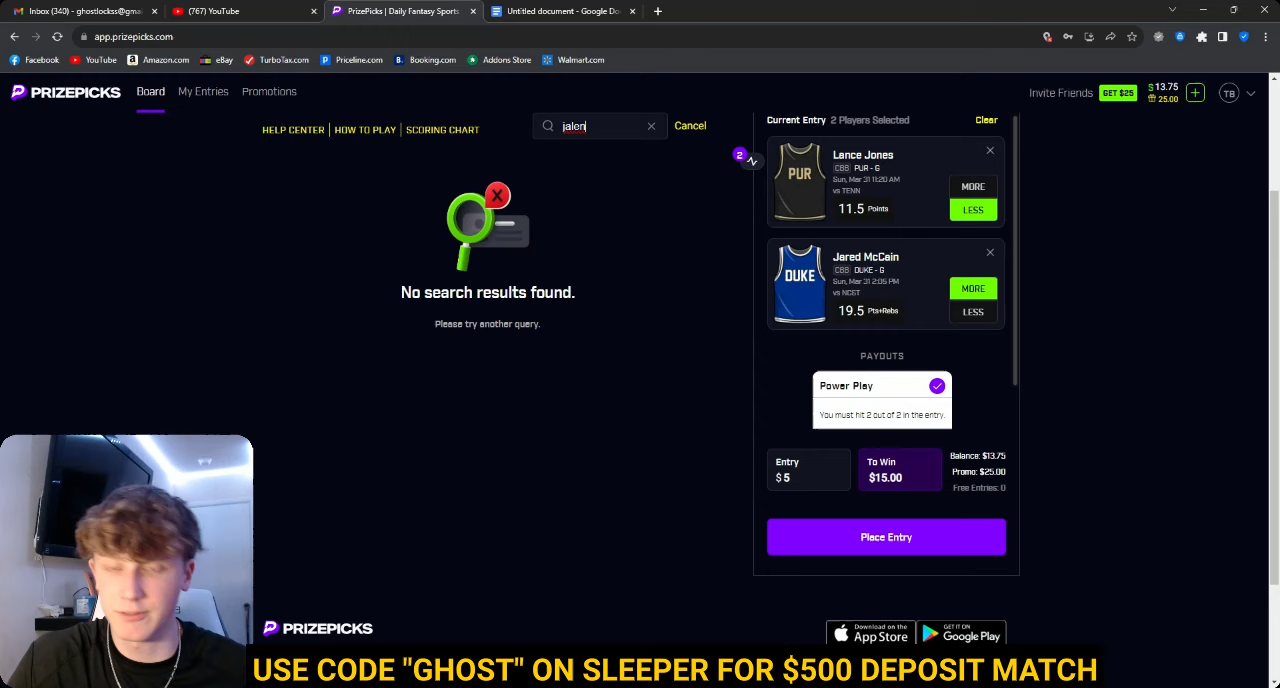 Inbox (340) - ghostlockss@gmai
(767) YouTube
PrizePicks | Daily Fantasy Sports
Untitled document - Google Do
app.prizepicks.com
Facebook
YouTube
Amazon.com
eBay
TurboTax.com
Priceline.com
Booking.com
Addons Store
Walmart.com
PRIZEPICKS
Board
My Entries
Promotions
Invite Friends
GET $25
$ 13.75
25.00
TB
HELP CENTER
HOW TO PLAY
SCORING CHART
jalen
Cancel
Current Entry 2 Players Selected
Clear
2
PUR
Lance Jones
CBB PUR - G
Sun, Mar 31 11:20 AM
vs TENN
11.5 Points
MORE
LESS
DUKE
Jared McCain
CBB DUKE - G
Sun, Mar 31 2:05 PM
vs NCST
19.5 Pts+Rebs
MORE
LESS
No search results found.
Please try another query.
PAYOUTS
Power Play
You must hit 2 out of 2 in the entry.
Entry
$ 5
To Win
$15.00
Balance: $13.75
Promo: $25.00
Free Entries: 0
Place Entry
PRIZEPICKS
Download on the
App Store
GET IT ON
Google Play
USE CODE "GHOST" ON SLEEPER FOR $500 DEPOSIT MATCH